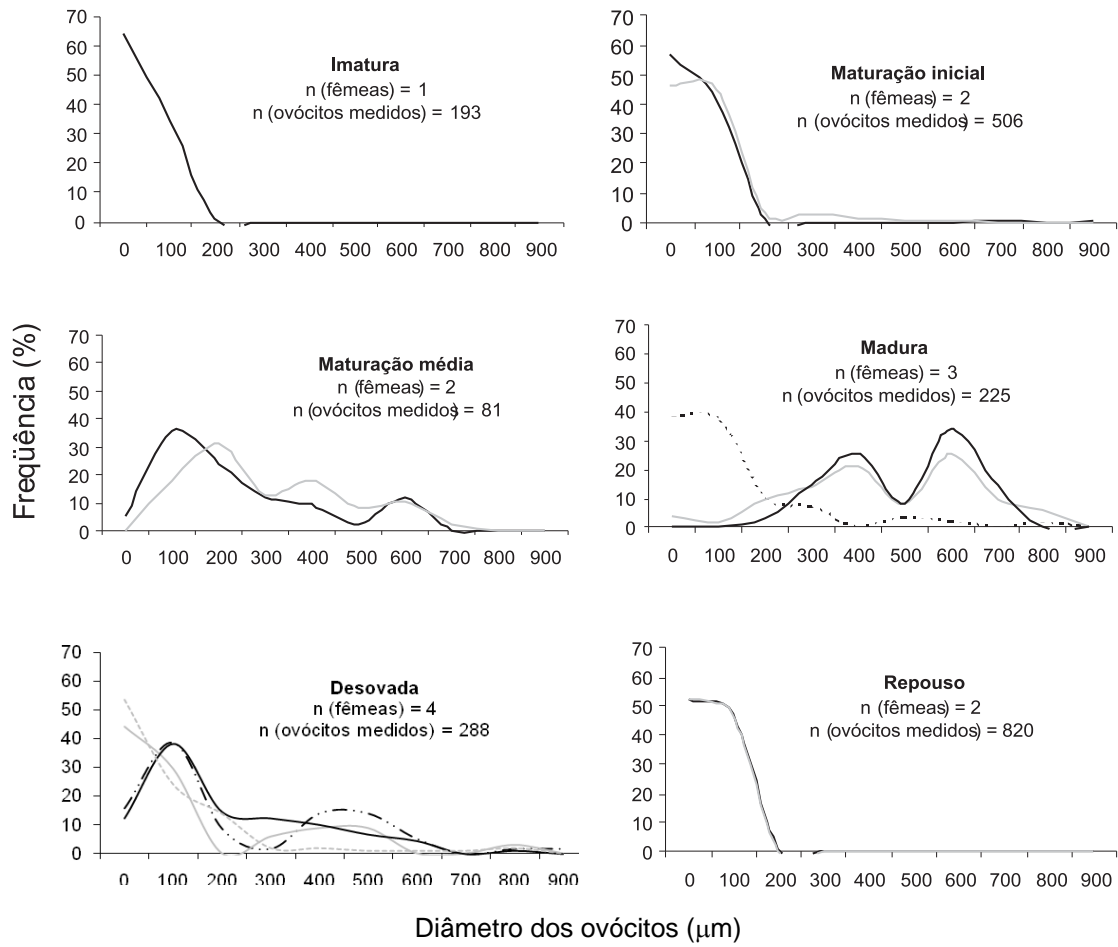 70
60
50
40
30
20
10
0
Imatura
n (fêmeas) = 1
n (ovócitos medidos) = 193
0 100 200 300 400 500 600 700 800 900
70
60
50
40
30
20
10
0
Maturação inicial
n (fêmeas) = 2
n (ovócitos medidos) = 506
0 100 200 300 400 500 600 700 800 900
Freqüência (%)
70
60
50
40
30
20
10
0
Maturação média
n (fêmeas) = 2
n (ovócitos medidos) = 81
0 100 200 300 400 500 600 700 800 900
70
60
50
40
30
20
10
0
Madura
n (fêmeas) = 3
n (ovócitos medidos) = 225
0 100 200 300 400 500 600 700 800 900
70
60
50
40
30
20
10
0
Desovada
n (fêmeas) = 4
n (ovócitos medidos) = 288
0 100 200 300 400 500 600 700 800 900
70
60
50
40
30
20
10
0
Repouso
n (fêmeas) = 2
n (ovócitos medidos) = 820
0 100 200 300 400 500 600 700 800 900
Diâmetro dos ovócitos (µm)